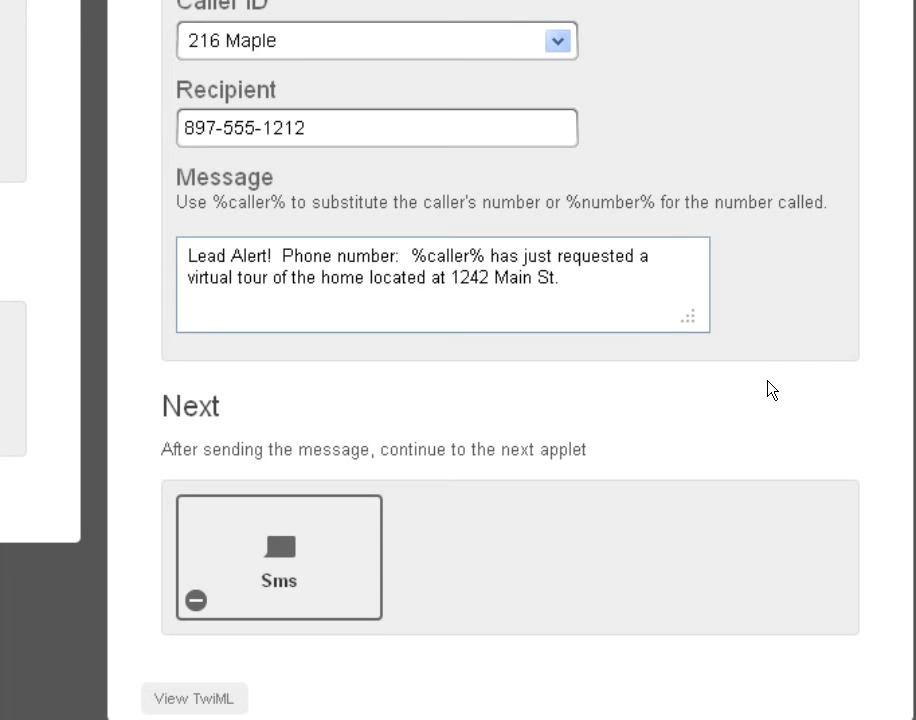 Caller ID
216 Maple
Recipient
897-555-1212
Message
Use %caller% to substitute the caller's number or %number% for the number called.
Lead Alert!  Phone number:  %caller% has just requested a
virtual tour of the home located at 1242 Main St.
Next
After sending the message, continue to the next applet
Sms
View TwiML